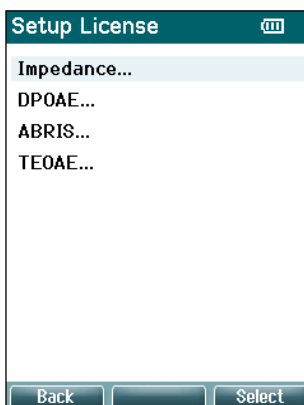 Setup License
Impedance...
DPOAE...
ABRIS...
TEOAE...
Back Select